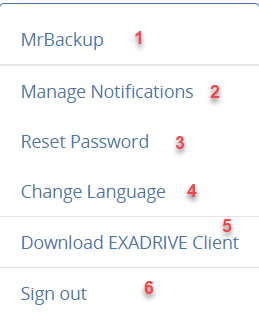 MrBackup 1
Manage Notifications 2
Reset Password 3
Change Language 4
Download EXADRIVE Client 5
Sign out 6